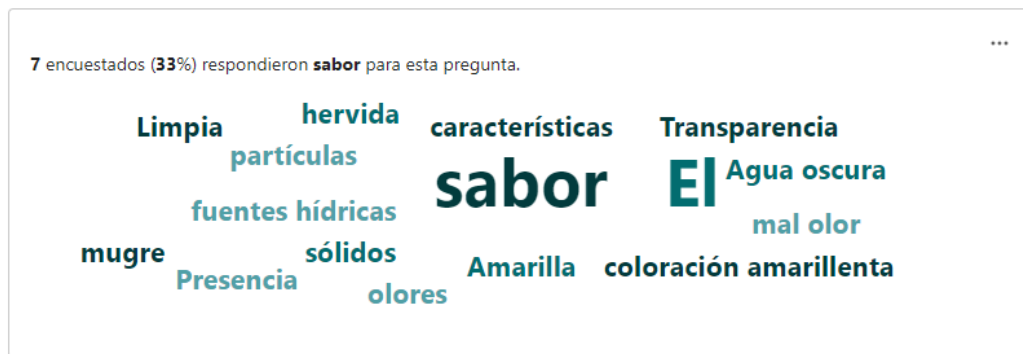 ...
7 encuestados (33%) respondieron sabor para esta pregunta.
hervida
Limpia
características
Transparencia
partículas
sabor
El
Agua oscura
fuentes hídricas
mal olor
mugre
sólidos
Amarilla
coloración amarillenta
Presencia
olores